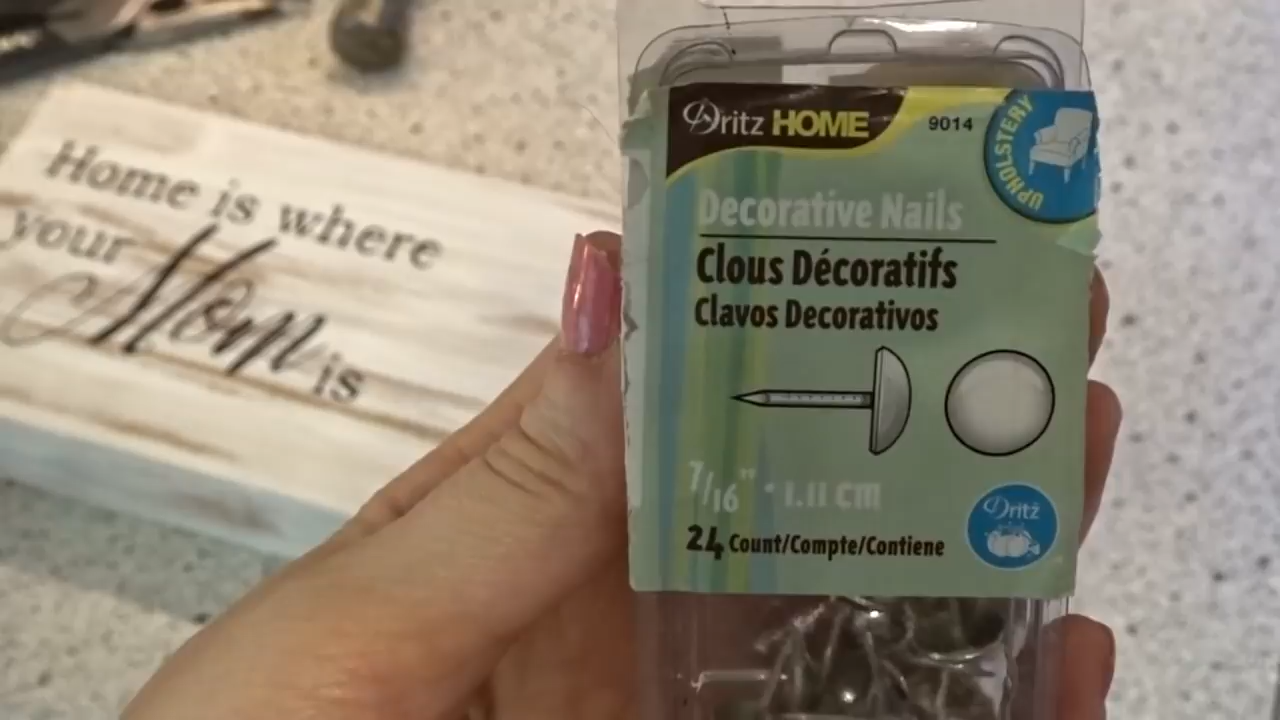 Home is where
your
Mom is
Dritz HOME
9014
UPHOLSTERY
Decorative Nails
Clous Décoratifs
Clavos Decorativos
7/16" • 1.11 cm
24 Count/Compte/Contiene
Dritz